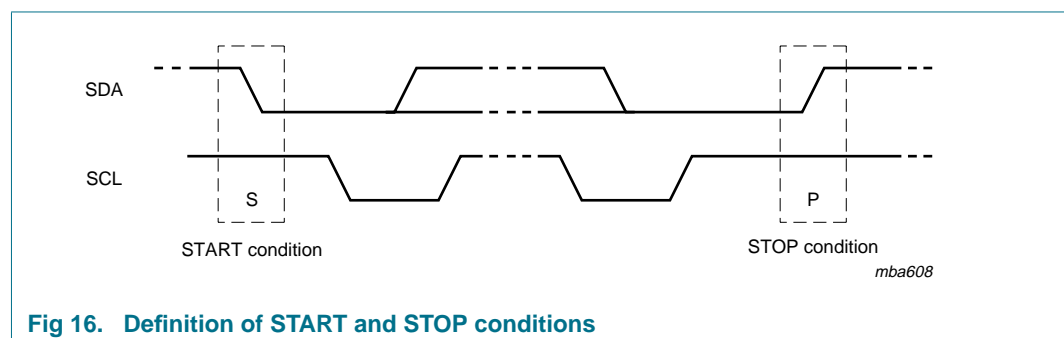 SDA
SCL
S
P
START condition
STOP condition
mba608
Fig 16. Definition of START and STOP conditions